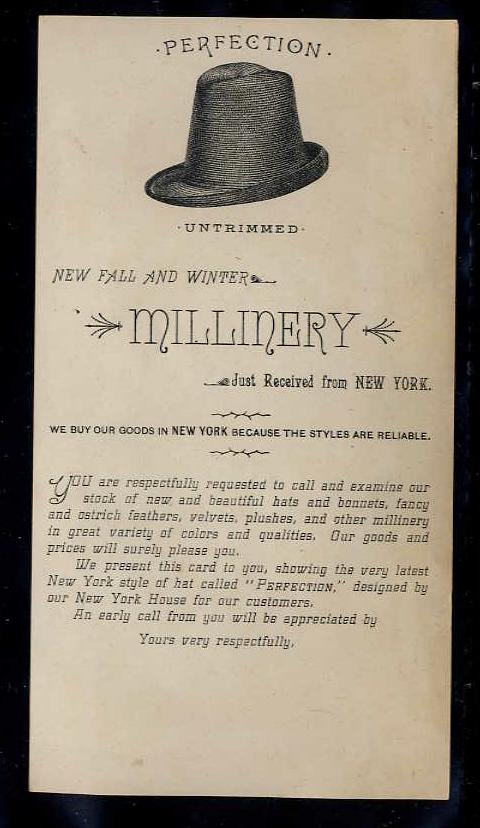 ·PERFECTION·
·UNTRIMMED·
NEW FALL AND WINTER
MILLINERY
Just Received from NEW YORK.
WE BUY OUR GOODS IN NEW YORK BECAUSE THE STYLES ARE RELIABLE.
YOU are respectfully requested to call and examine our
stock of new and beautiful hats and bonnets, fancy
and ostrich feathers, velvets, plushes, and other millinery
in great variety of colors and qualities. Our goods and
prices will surely please you.
We present this card to you, showing the very latest
New York style of hat called "PERFECTION," designed by
our New York House for our customers.
An early call from you will be appreciated by
Yours very respectfully,